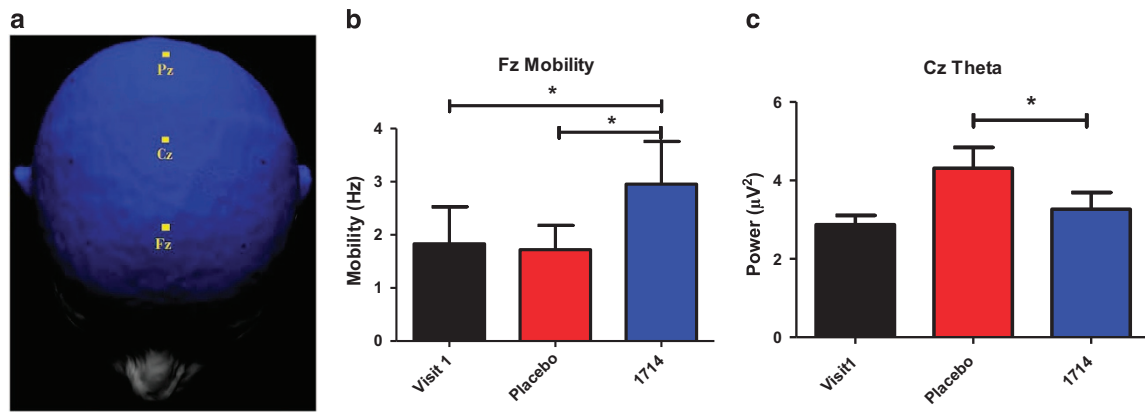 a
Pz
Cz
Fz
b
Fz Mobility
*
*
Mobility (Hz)
4
3
2
1
0
Visit 1
Placebo
1714
c
Cz Theta
*
Power (μV²)
6
4
2
0
Visit1
Placebo
1714